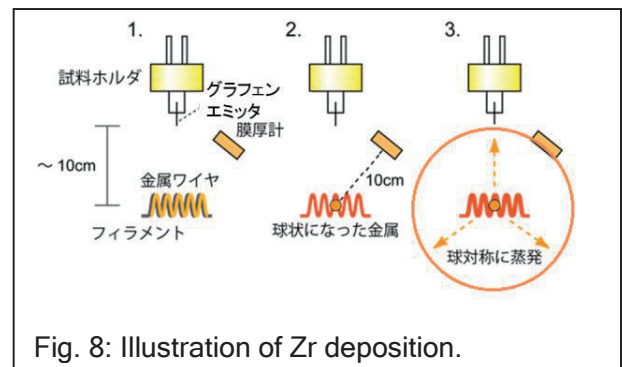 1.
2.
3.
試料ホルダ
グラフェン
エミッタ
膜厚計
～ 10cm
金属ワイヤ
フィラメント
10cm
球状になった金属
球対称に蒸発
Fig. 8: Illustration of Zr deposition.